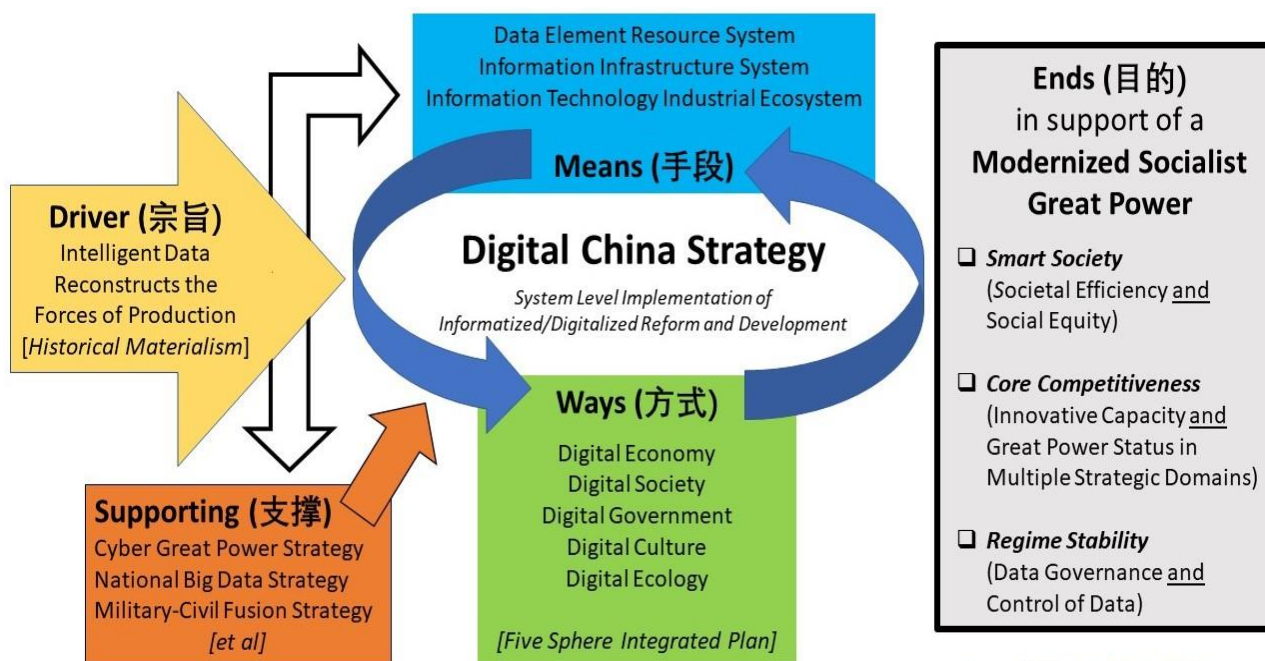 Data Element Resource System
Information Infrastructure System
Information Technology Industrial Ecosystem
Means (手段)
Driver (宗旨)
Intelligent Data
Reconstructs the
Forces of Production
[Historical Materialism]
Digital China Strategy
System Level Implementation of
Informatized/Digitalized Reform and Development
Supporting (支撑)
Cyber Great Power Strategy
National Big Data Strategy
Military-Civil Fusion Strategy
[et al]
Ways (方式)
Digital Economy
Digital Society
Digital Government
Digital Culture
Digital Ecology
[Five Sphere Integrated Plan]
Ends (目的)
in support of a
Modernized Socialist
Great Power
Smart Society
(Societal Efficiency and
Social Equity)
Core Competitiveness
(Innovative Capacity and
Great Power Status in
Multiple Strategic Domains)
Regime Stability
(Data Governance and
Control of Data)